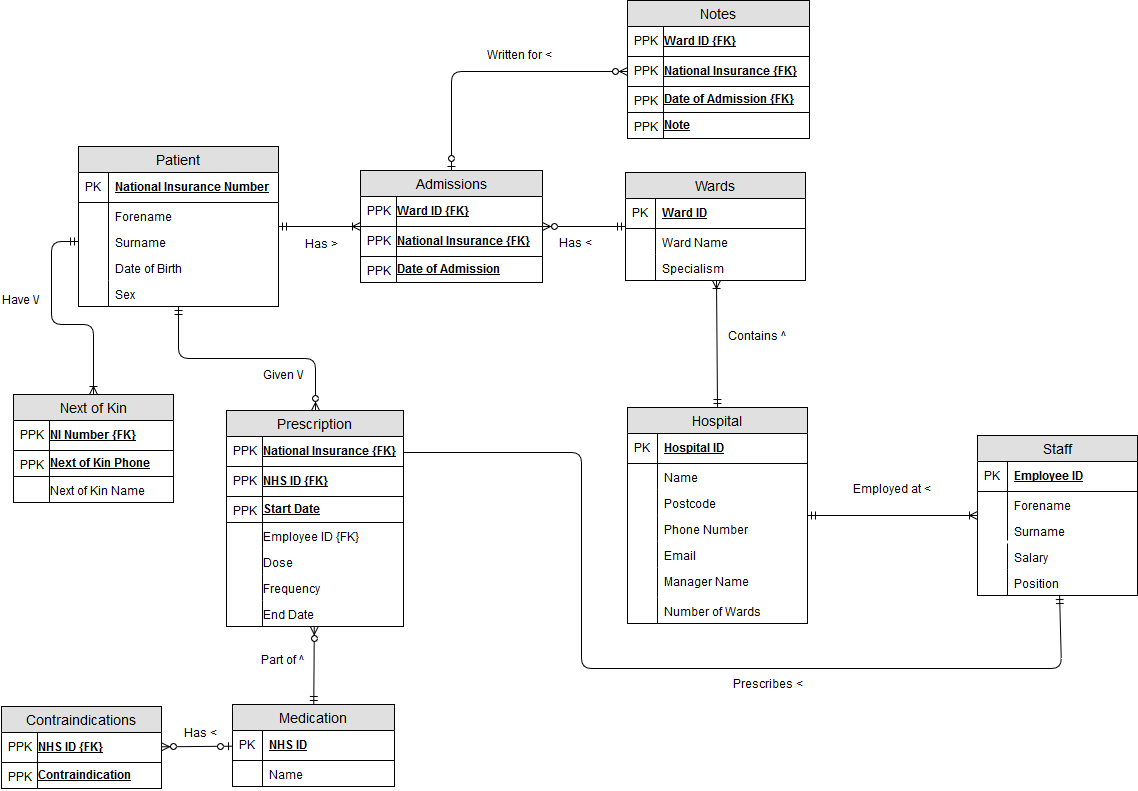 Notes
PPK Ward ID {FK}
PPK National Insurance {FK}
PPK Date of Admission {FK}
PPK Note
Written for <
Patient
PK National Insurance Number
Forename
Surname
Date of Birth
Sex
Has >
Admissions
PPK Ward ID {FK}
PPK National Insurance {FK}
PPK Date of Admission
Has <
Wards
PK Ward ID
Ward Name
Specialism
Have \/
Given \/
Contains ^
Next of Kin
PPK NI Number {FK}
PPK Next of Kin Phone
Next of Kin Name
Prescription
PPK National Insurance {FK}
PPK NHS ID {FK}
PPK Start Date
Employee ID {FK}
Dose
Frequency
End Date
Hospital
PK Hospital ID
Name
Postcode
Phone Number
Email
Manager Name
Number of Wards
Employed at <
Staff
PK Employee ID
Forename
Surname
Salary
Position
Part of ^
Prescribes <
Contraindications
PPK NHS ID {FK}
PPK Contraindication
Has <
Medication
PK NHS ID
Name